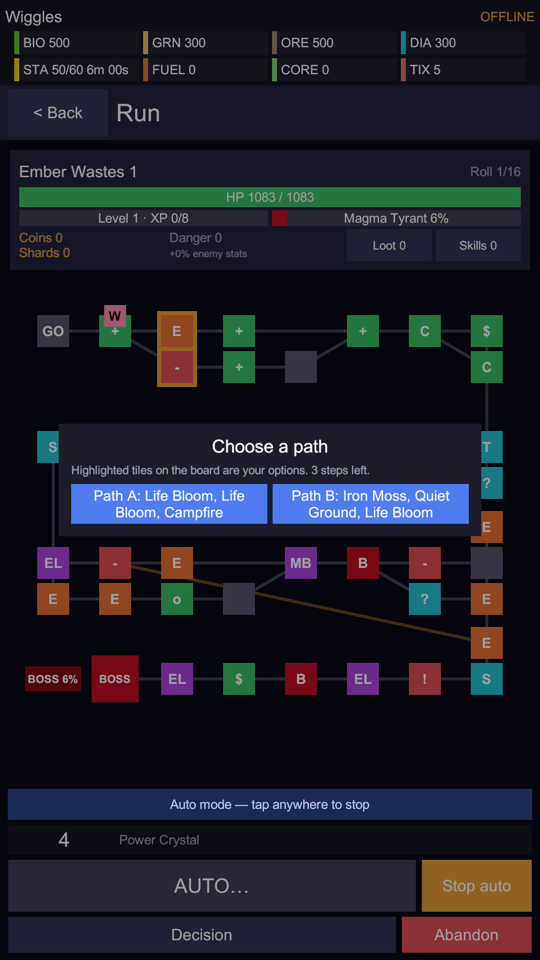 Wiggles
OFFLINE
BIO 500
GRN 300
ORE 500
DIA 300
STA 50/60 6m 00s
FUEL 0
CORE 0
TIX 5
< Back
Run
Ember Wastes 1
Roll 1/16
HP 1083 / 1083
Level 1 · XP 0/8
Magma Tyrant 6%
Coins 0
Shards 0
Danger 0
+0% enemy stats
Loot 0
Skills 0
W
GO
+
E
+
+
C
$
-
+
C
S
T
?
Choose a path
Highlighted tiles on the board are your options. 3 steps left.
Path A: Life Bloom, Life
Bloom, Campfire
Path B: Iron Moss, Quiet
Ground, Life Bloom
E
EL
-
E
MB
B
-
E
E
o
?
E
E
BOSS 6%
BOSS
EL
$
B
EL
!
S
Auto mode — tap anywhere to stop
4
Power Crystal
AUTO...
Stop auto
Decision
Abandon